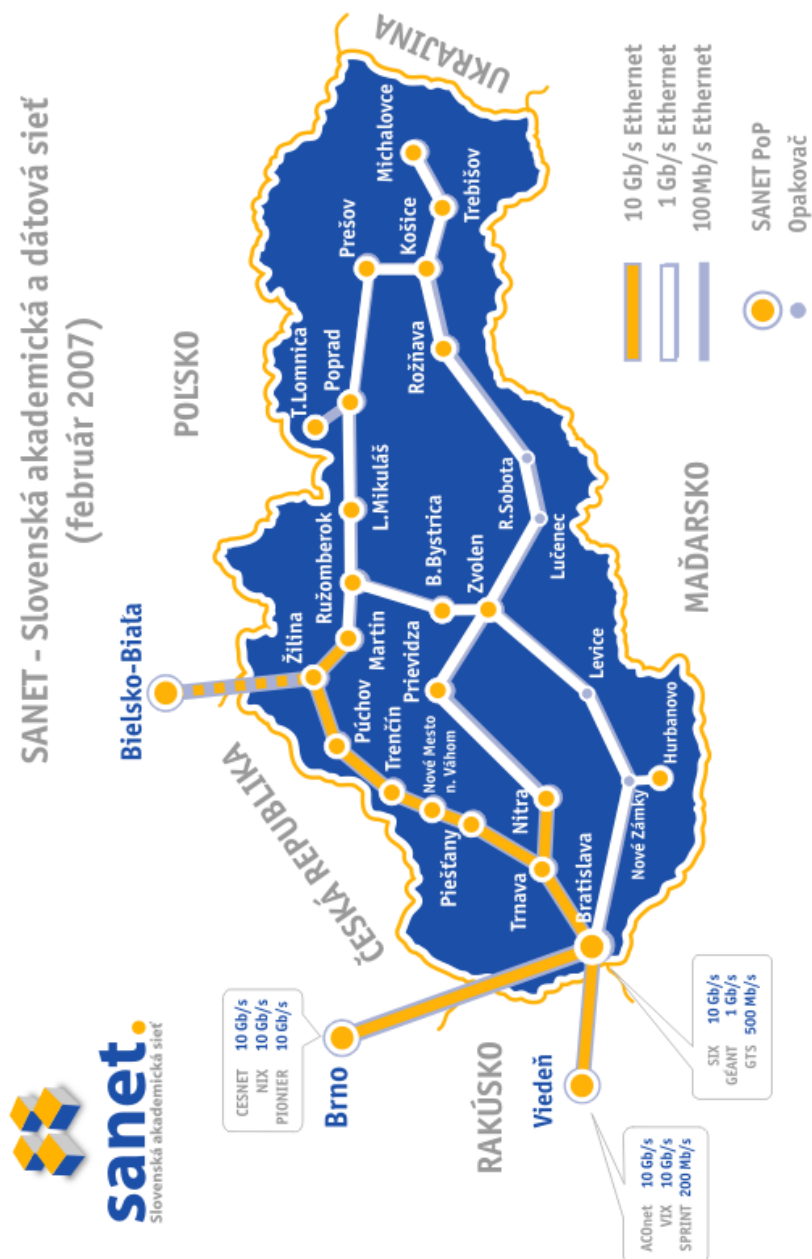 SANET - Slovenská akademická a dátová sieť
(február 2007)
sanet.
Slovenská akademická sieť
POĽSKO
UKRAJINA
ČESKÁ REPUBLIKA
RAKÚSKO
MAĎARSKO
Bielsko-Biała
Brno
Viedeň
CESNET 10 Gb/s
NIX 10 Gb/s
PIONIER 10 Gb/s
ACOnet 10 Gb/s
VIX 10 Gb/s
SPRINT 200 Mb/s
SIX 10 Gb/s
GÉANT 1 Gb/s
GTS 500 Mb/s
Žilina
Púchov
Trenčín
Nové Mesto
n. Váhom
Piešťany
Trnava
Bratislava
Nitra
Prievidza
Martin
Ružomberok
L.Mikuláš
T.Lomnica
Poprad
Prešov
Košice
Michalovce
Trebišov
Rožňava
R.Sobota
Lučenec
B.Bystrica
Zvolen
Levice
Nové Zámky
Hurbanovo
10 Gb/s Ethernet
1 Gb/s Ethernet
100Mb/s Ethernet
SANET PoP
Opakovač